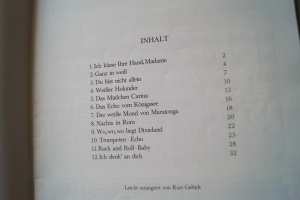 INHALT
1. Ich küsse Ihre Hand, Madame 2
2. Ganz in weiß 4
3. Du bist nicht allein 7
4. Weißer Holunder 10
5. Das Mädchen Carina 13
6. Das Echo vom Königssee 16
7. Der weiße Mond von Maratonga 18
8. Nachts in Rom 20
9. Wo, wo, wo liegt Dixieland 22
10. Trompeten-Echo 23
11. Rock and Roll-Baby 28
12. Ich denk' an dich 32
Leicht arrangiert von Kurt